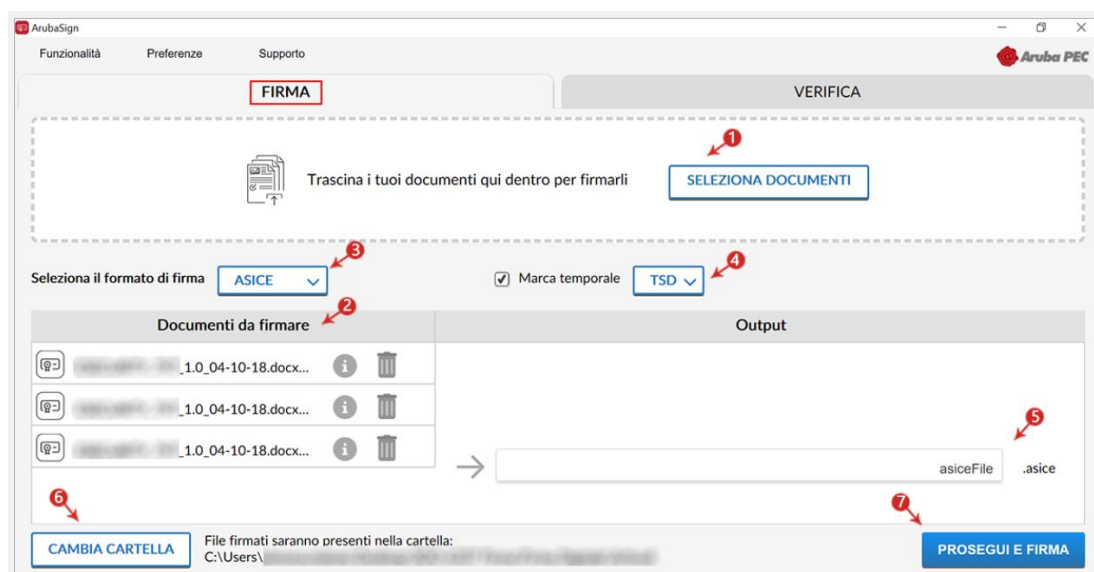 ArubaSign
Funzionalità Preferenze Supporto
Aruba PEC
FIRMA VERIFICA
1
Trascina i tuoi documenti qui dentro per firmarli SELEZIONA DOCUMENTI
3 4
Seleziona il formato di firma ASICE Marca temporale TSD
2
Documenti da firmare Output
_1.0_04-10-18.docx...
_1.0_04-10-18.docx...
_1.0_04-10-18.docx...
5
asiceFile .asice
6 7
CAMBIA CARTELLA File firmati saranno presenti nella cartella:
C:\Users\
PROSEGUI E FIRMA